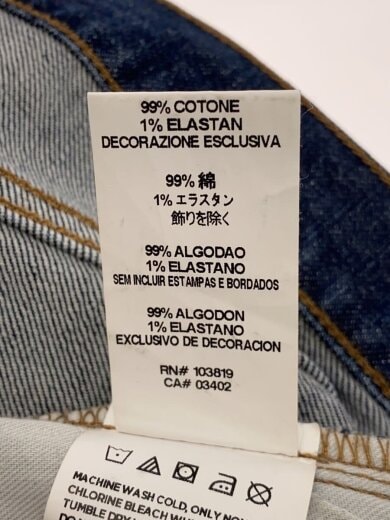 99% COTONE
1% ELASTAN
DECORAZIONE ESCLUSIVA
99% 綿
1% エラスタン
飾りを除く
99% ALGODAO
1% ELASTANO
SEM INCLUIR ESTAMPAS E BORDADOS
99% ALGODON
1% ELASTANO
EXCLUSIVO DE DECORACION
RN# 103819
CA# 03402
MACHINE WASH COLD, ONLY
CHLORINE BLEACH
TUMBLE DRY